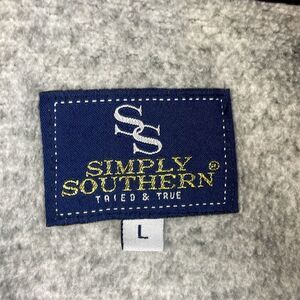 SS
SIMPLY
SOUTHERN®
TRIED & TRUE
L